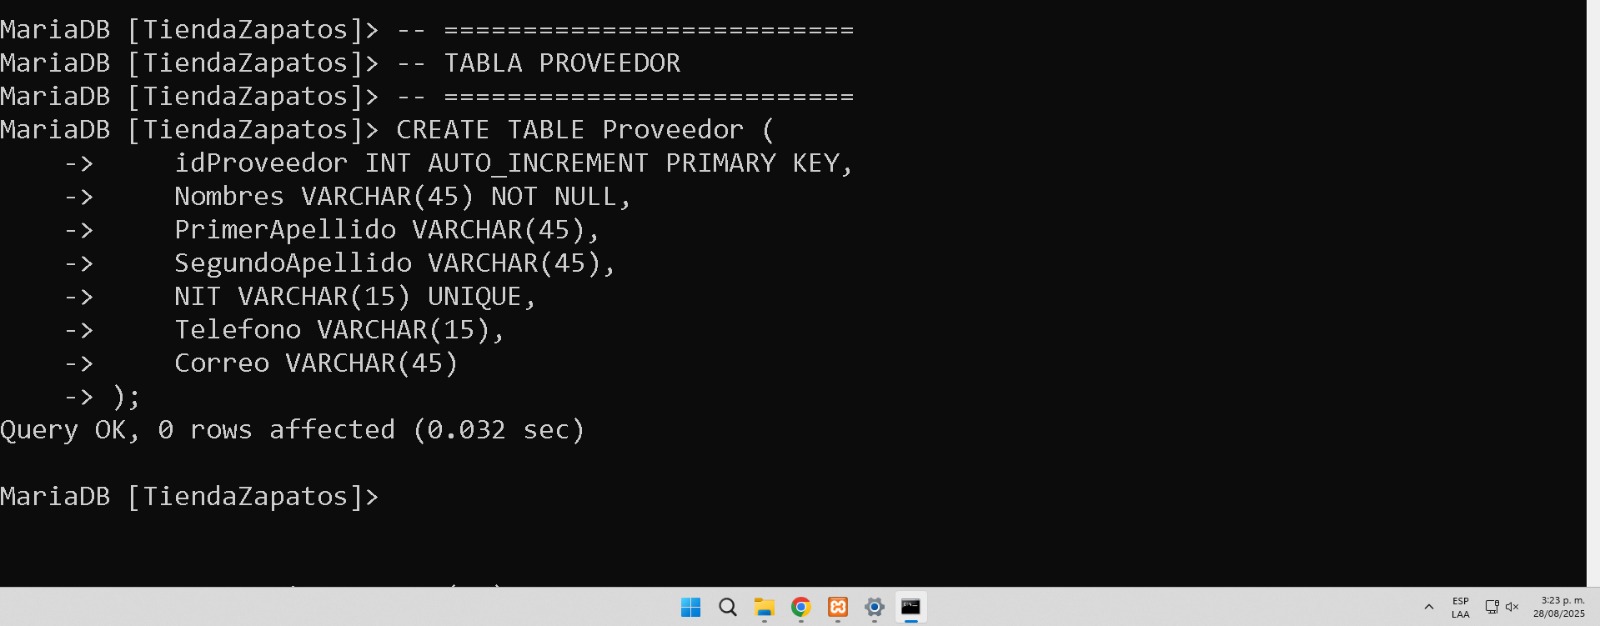 MariaDB [TiendaZapatos]> -- ==========================
MariaDB [TiendaZapatos]> -- TABLA PROVEEDOR
MariaDB [TiendaZapatos]> -- ==========================
MariaDB [TiendaZapatos]> CREATE TABLE Proveedor (
    ->     idProveedor INT AUTO_INCREMENT PRIMARY KEY,
    ->     Nombres VARCHAR(45) NOT NULL,
    ->     PrimerApellido VARCHAR(45),
    ->     SegundoApellido VARCHAR(45),
    ->     NIT VARCHAR(15) UNIQUE,
    ->     Telefono VARCHAR(15),
    ->     Correo VARCHAR(45)
    -> );
Query OK, 0 rows affected (0.032 sec)
MariaDB [TiendaZapatos]>
ESP
LAA
3:23 p. m.
28/08/2025